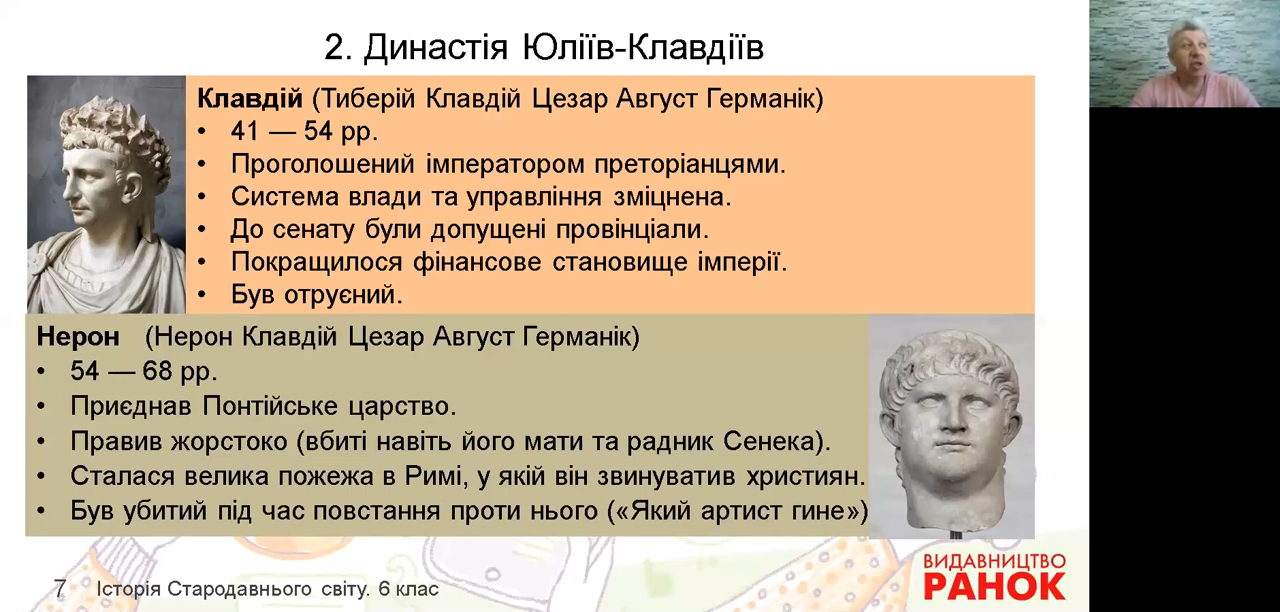 2. Династія Юліїв-Клавдіїв
Клавдій (Тиберій Клавдій Цезар Август Германік)
• 41 — 54 рр.
• Проголошений імператором преторіанцями.
• Система влади та управління зміцнена.
• До сенату були допущені провінціали.
• Покращилося фінансове становище імперії.
• Був отруєний.
Нерон (Нерон Клавдій Цезар Август Германік)
• 54 — 68 рр.
• Приєднав Понтійське царство.
• Правив жорстоко (вбиті навіть його мати та радник Сенека).
• Сталася велика пожежа в Римі, у якій він звинуватив християн.
• Був убитий під час повстання проти нього («Який артист гине»)
7 Історія Стародавнього світу. 6 клас
ВИДАВНИЦТВО
РАНОК